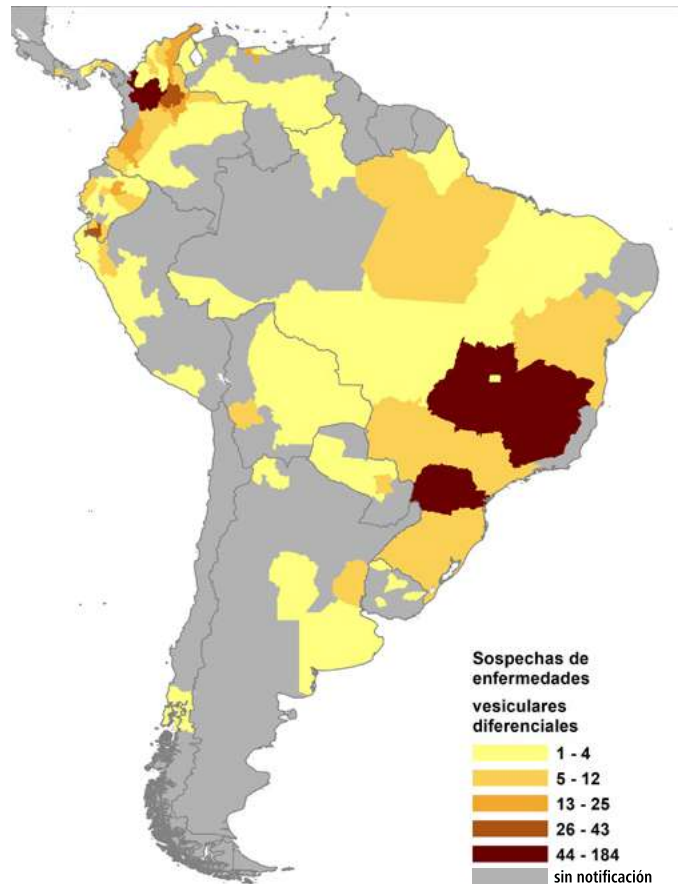 Sospechas de
enfermedades
vesiculares
diferenciales
1 - 4
5 - 12
13 - 25
26 - 43
44 - 184
sin notificación